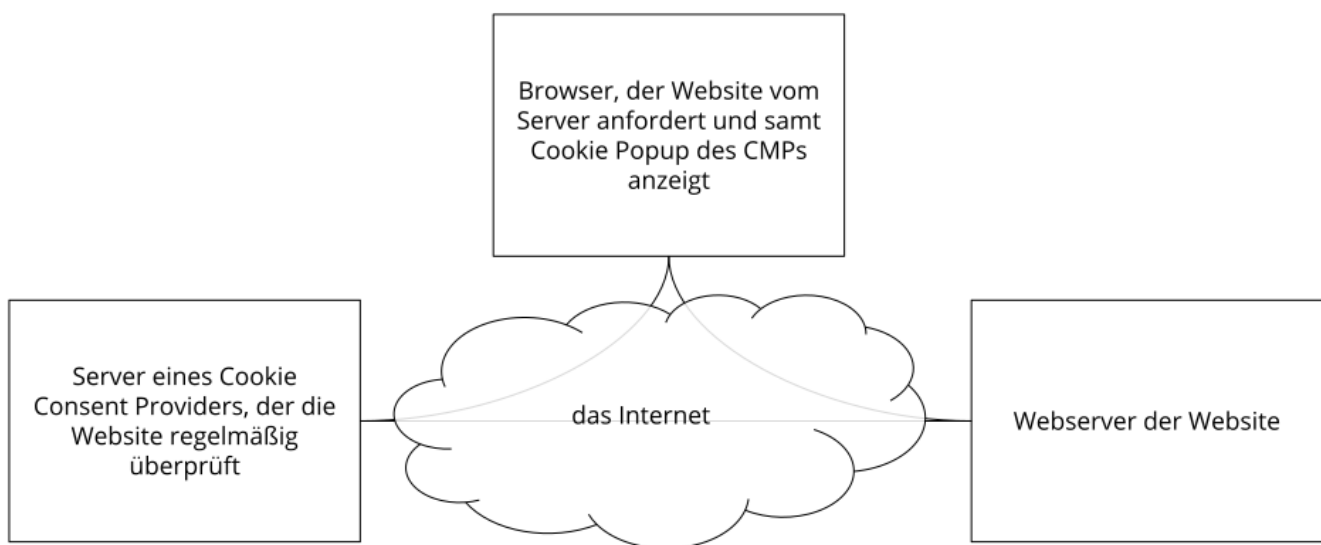 Browser, der Website vom
Server anfordert und samt
Cookie Popup des CMPs
anzeigt
Server eines Cookie
Consent Providers, der die
Website regelmäßig
überprüft
das Internet
Webserver der Website